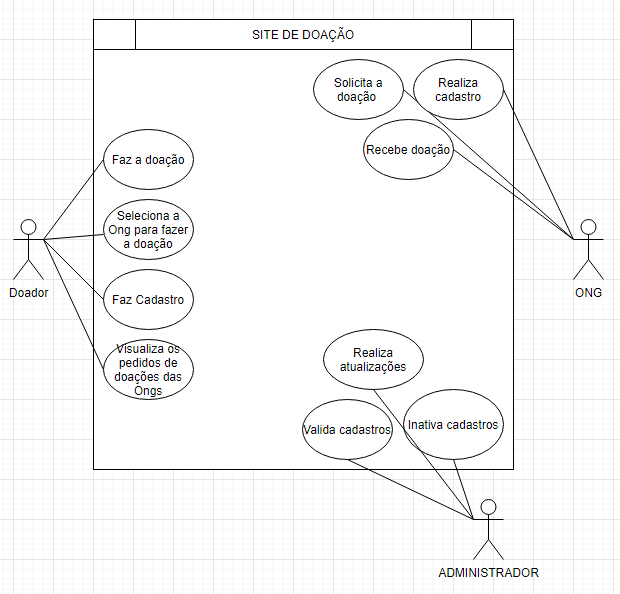 SITE DE DOAÇÃO
Solicita a
doação
Realiza
cadastro
Recebe doação
Faz a doação
Seleciona a
Ong para fazer
a doação
Faz Cadastro
Visualiza os
pedidos de
doações das
Ongs
Doador
ONG
Realiza
atualizações
Valida cadastros
Inativa cadastros
ADMINISTRADOR